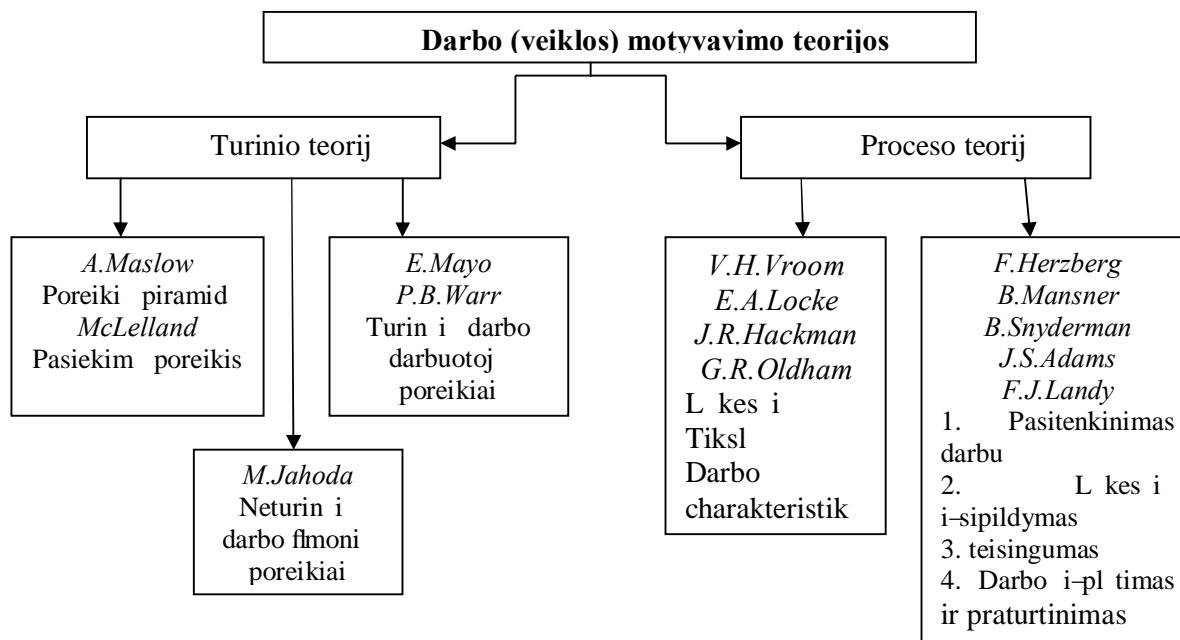 Darbo (veiklos) motyvavimo teorijos
Turinio teorij
Proceso teorij
A.Maslow
Poreiki piramid
McLelland
Pasiekim poreikis
E.Mayo
P.B.Warr
Turin i darbo
darbuotoj
poreikiai
M.Jahoda
Neturin i
darbo flmoni
poreikiai
V.H.Vroom
E.A.Locke
J.R.Hackman
G.R.Oldham
L kes i
Tiksl
Darbo
charakteristik
F.Herzberg
B.Mansner
B.Snyderman
J.S.Adams
F.J.Landy
1. Pasitenkinimas
darbu
2. L kes i
i–sipildymas
3. teisingumas
4. Darbo i–pl timas
ir praturtinimas